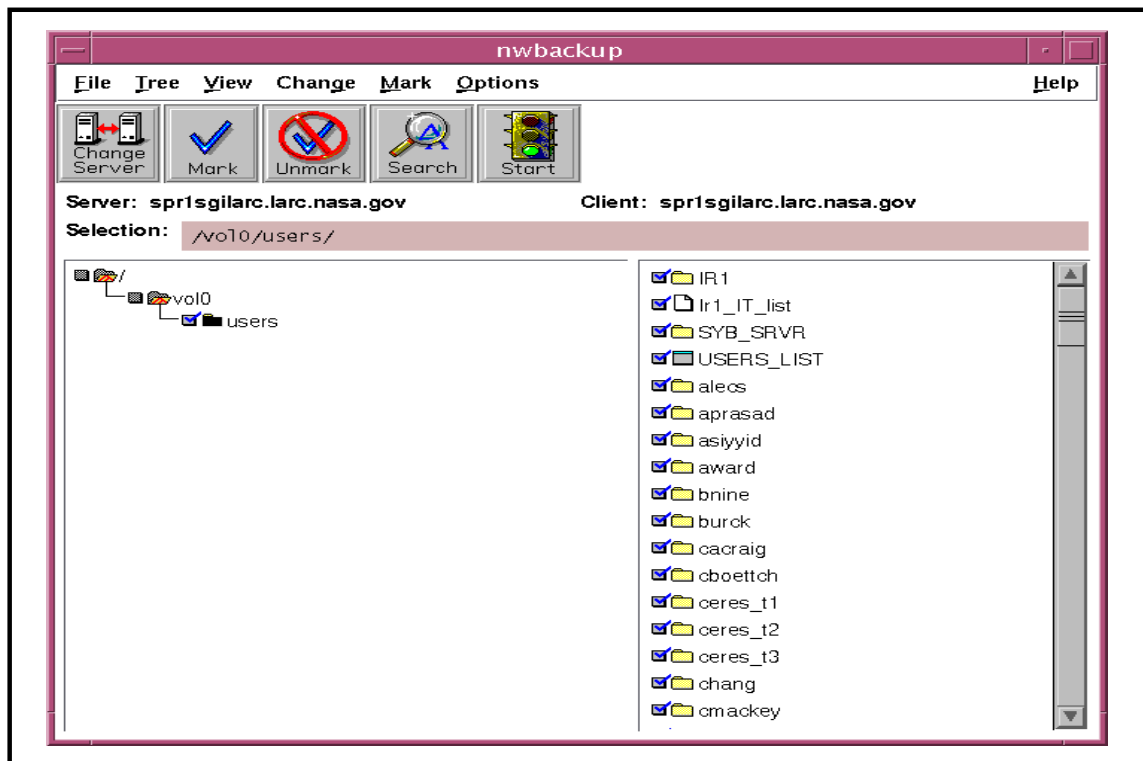 nwbackup
File Tree View Change Mark Options Help
Change Server
Mark
Unmark
Search
Start
Server: spr1sgilarc.larc.nasa.gov Client: spr1sgilarc.larc.nasa.gov
Selection: /vol0/users/
/
vol0
users
IR1
Ir1_IT_list
SYB_SRVR
USERS_LIST
alecs
aprasad
asiyyid
award
bnine
burck
cacraig
cboettch
ceres_t1
ceres_t2
ceres_t3
chang
cmackey